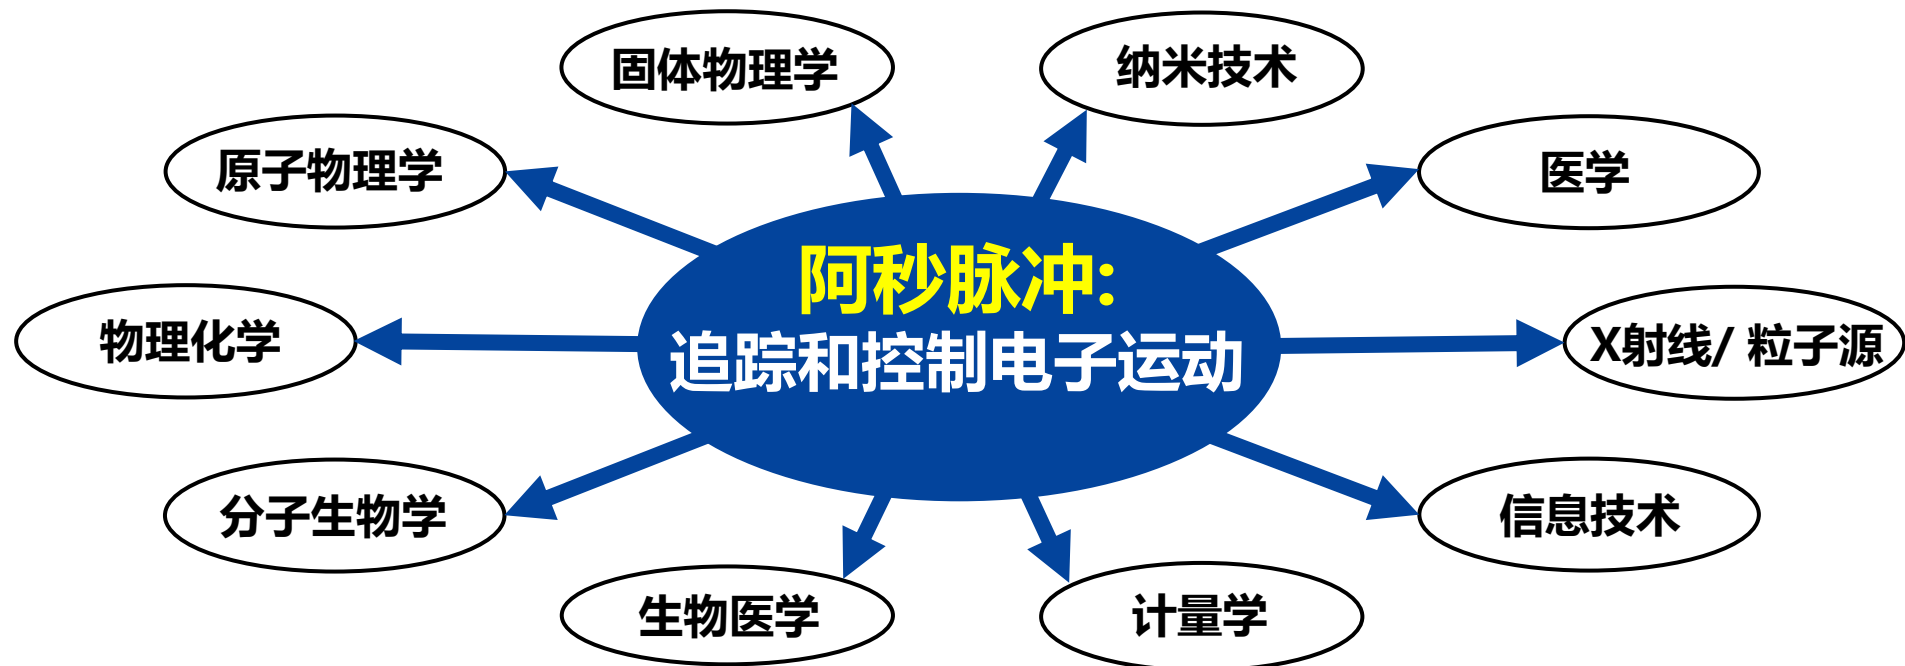 固体物理学
纳米技术
原子物理学
医学
阿秒脉冲:
追踪和控制电子运动
物理化学
X射线/ 粒子源
分子生物学
信息技术
生物医学
计量学